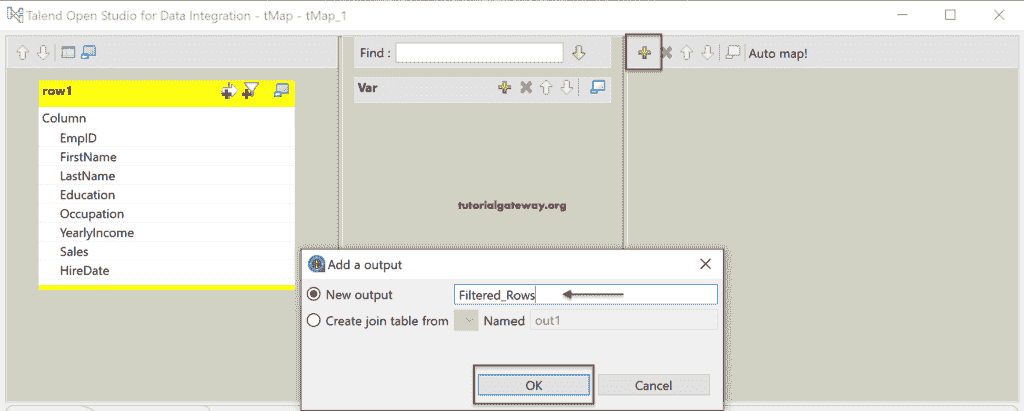 Talend Open Studio for Data Integration - tMap - tMap_1
Find :
Auto map!
row1
Var
Column
EmpID
FirstName
LastName
Education
Occupation
YearlyIncome
Sales
HireDate
tutorialgateway.org
Add a output
New output
Filtered_Rows
Create join table from
Named
out1
OK
Cancel